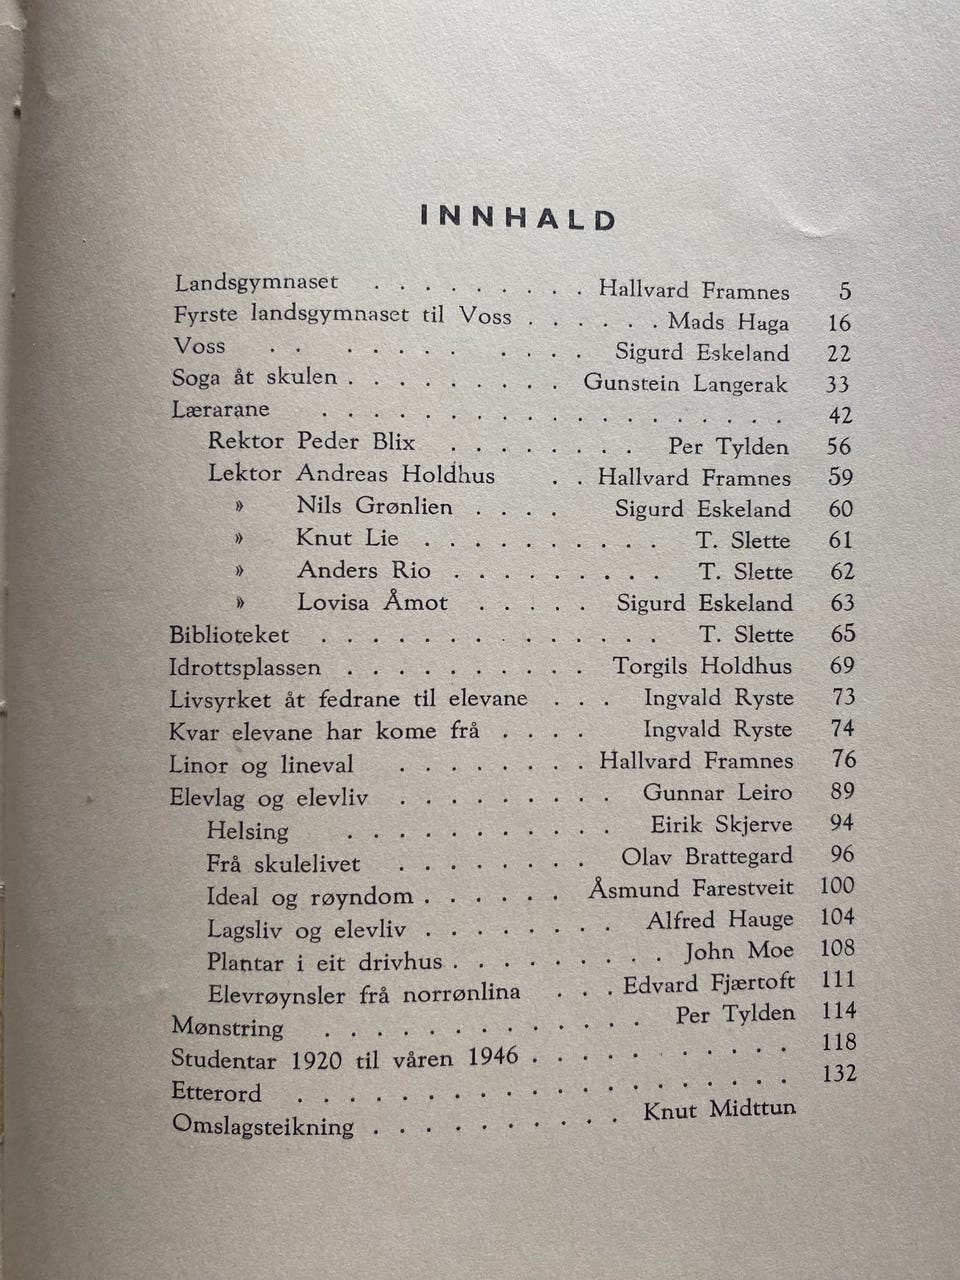 INNHALD
Landsgymnaset . . . . . . . . . Hallvard Framnes 5
Fyrste landsgymnaset til Voss . . . . . . Mads Haga 16
Voss . . . . . . . . . . . Sigurd Eskeland 22
Soga åt skulen . . . . . . . . . Gunstein Langerak 33
Lærarane . . . . . . . . . . . . . . . . . . 42
Rektor Peder Blix . . . . . . . . Per Tylden 56
Lektor Andreas Holdhus . . Hallvard Framnes 59
» Nils Grønlien . . . . Sigurd Eskeland 60
» Knut Lie . . . . . . . . . . T. Slette 61
» Anders Rio . . . . . . . . . T. Slette 62
» Lovisa Åmot . . . . . Sigurd Eskeland 63
Biblioteket . . . . . . . . . . . . . . T. Slette 65
Idrottsplassen . . . . . . . . . . Torgils Holdhus 69
Livsyrket åt fedrane til elevane . . . Ingvald Ryste 73
Kvar elevane har kome frå . . . . Ingvald Ryste 74
Linor og lineval . . . . . . . . Hallvard Framnes 76
Elevlag og elevliv . . . . . . . . . Gunnar Leiro 89
Helsing . . . . . . . . . . . Eirik Skjerve 94
Frå skulelivet . . . . . . . . Olav Brattegard 96
Ideal og røyndom . . . . . . Åsmund Farestveit 100
Lagsliv og elevliv . . . . . . . . Alfred Hauge 104
Plantar i eit drivhus . . . . . . . . . John Moe 108
Elevrøynsler frå norrønlina . . . Edvard Fjærtoft 111
Mønstring . . . . . . . . . . . . . Per Tylden 114
Studentar 1920 til våren 1946 . . . . . . . . . . . 118
Etterord . . . . . . . . . . . . . . . . . . . 132
Omslagsteikning . . . . . . . . . . Knut Midttun